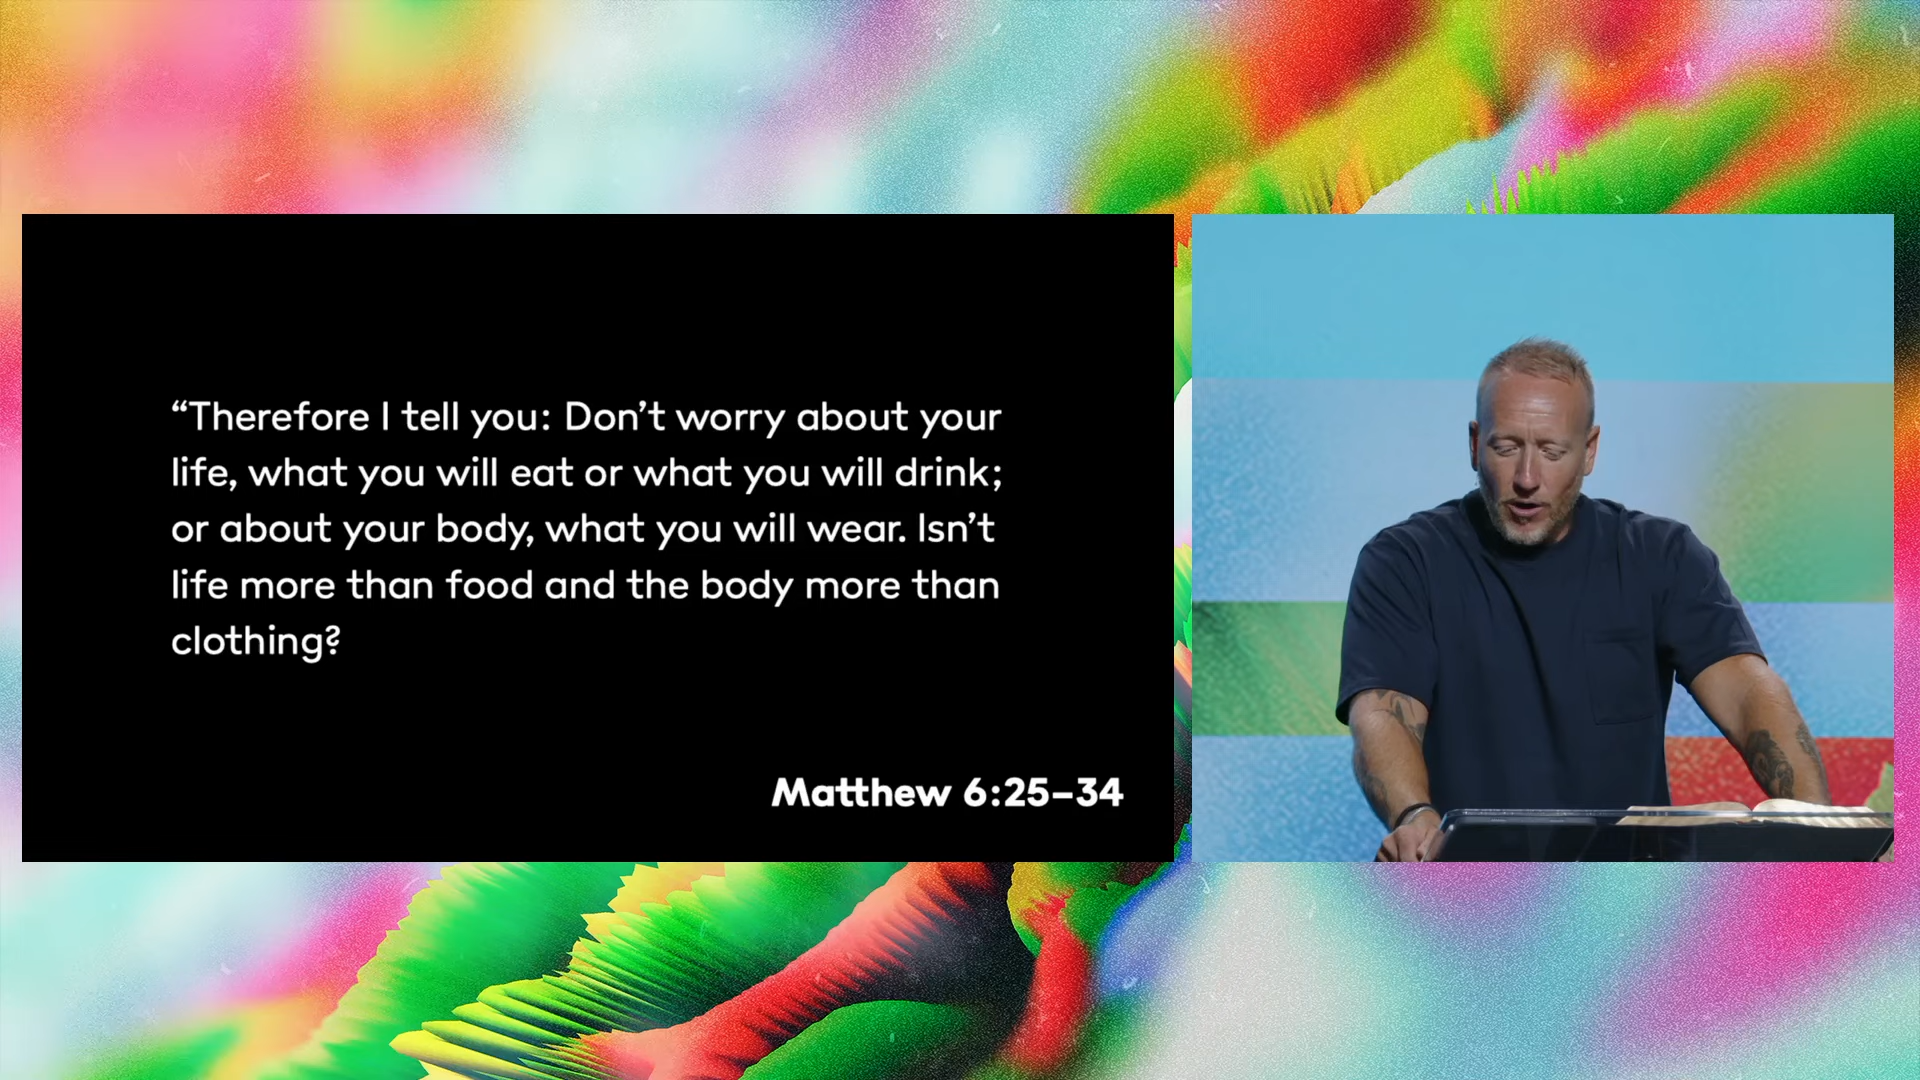 “Therefore I tell you: Don’t worry about your
life, what you will eat or what you will drink;
or about your body, what you will wear. Isn’t
life more than food and the body more than
clothing?
Matthew 6:25–34